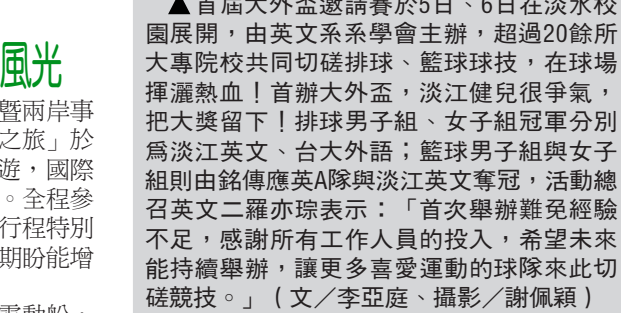 ▲首屆大外盃邀請賽於5日、6日在淡水校
園展開，由英文系系學會主辦，超過20餘所
大專院校共同切磋排球、籃球球技，在球場
揮灑熱血！首辦大外盃，淡江健兒很爭氣，
把大獎留下！排球男子組、女子組冠軍分別
為淡江英文、台大外語；籃球男子組與女子
組則由銘傳應英A隊與淡江英文奪冠，活動總
召英文二羅亦琮表示：「首次舉辦難免經驗
不足，感謝所有工作人員的投入，希望未來
能持續舉辦，讓更多喜愛運動的球隊來此切
磋競技。」（文／李亞庭、攝影／謝佩穎）
風光
暨兩岸事
之旅」於
遊，國際
。全程參
行程特別
期盼能增